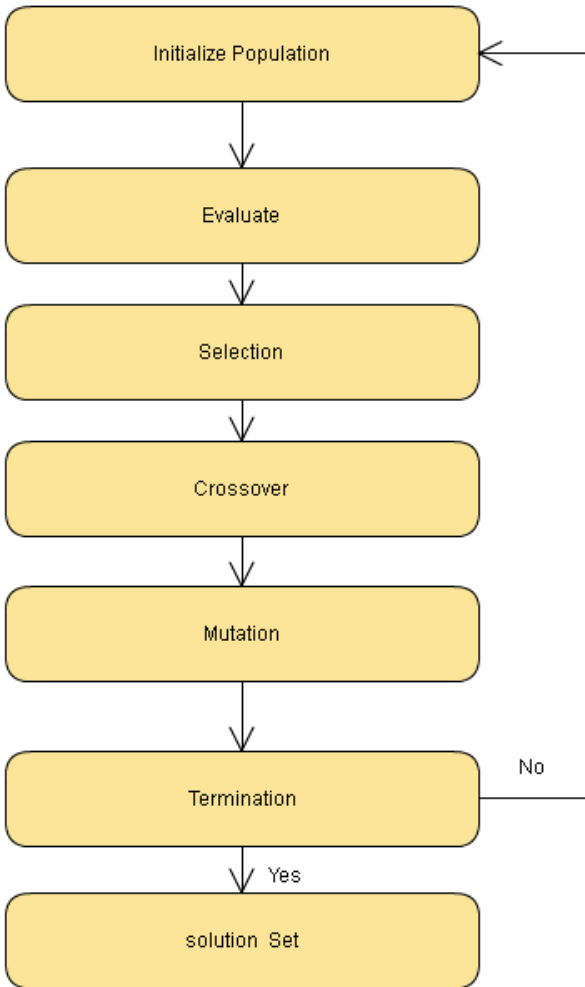 Initialize Population
Evaluate
Selection
Crossover
Mutation
No
Termination
Yes
solution Set